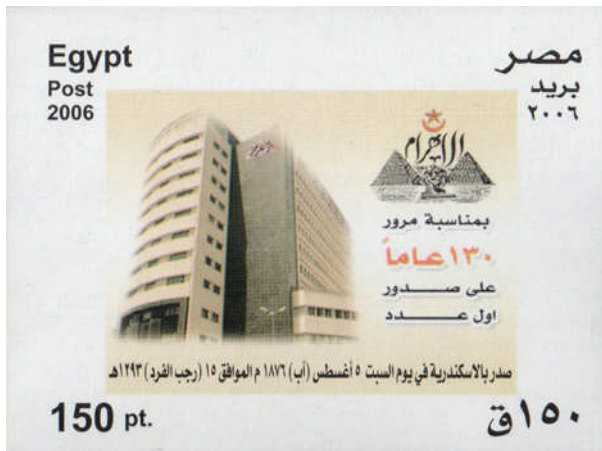 Egypt
Post
2006
مصر
بريد
٢٠٠٦
الأهرام
بمناسبة مرور
١٣٠ عاماً
على صدور
اول عدد
صدر بالاسكندرية في يوم السبت ٥ أغسطس (آب) ١٨٧٦ م الموافق ١٥ (رجب الفرد) ١٢٩٣هـ
150 pt.
١٥٠ ق